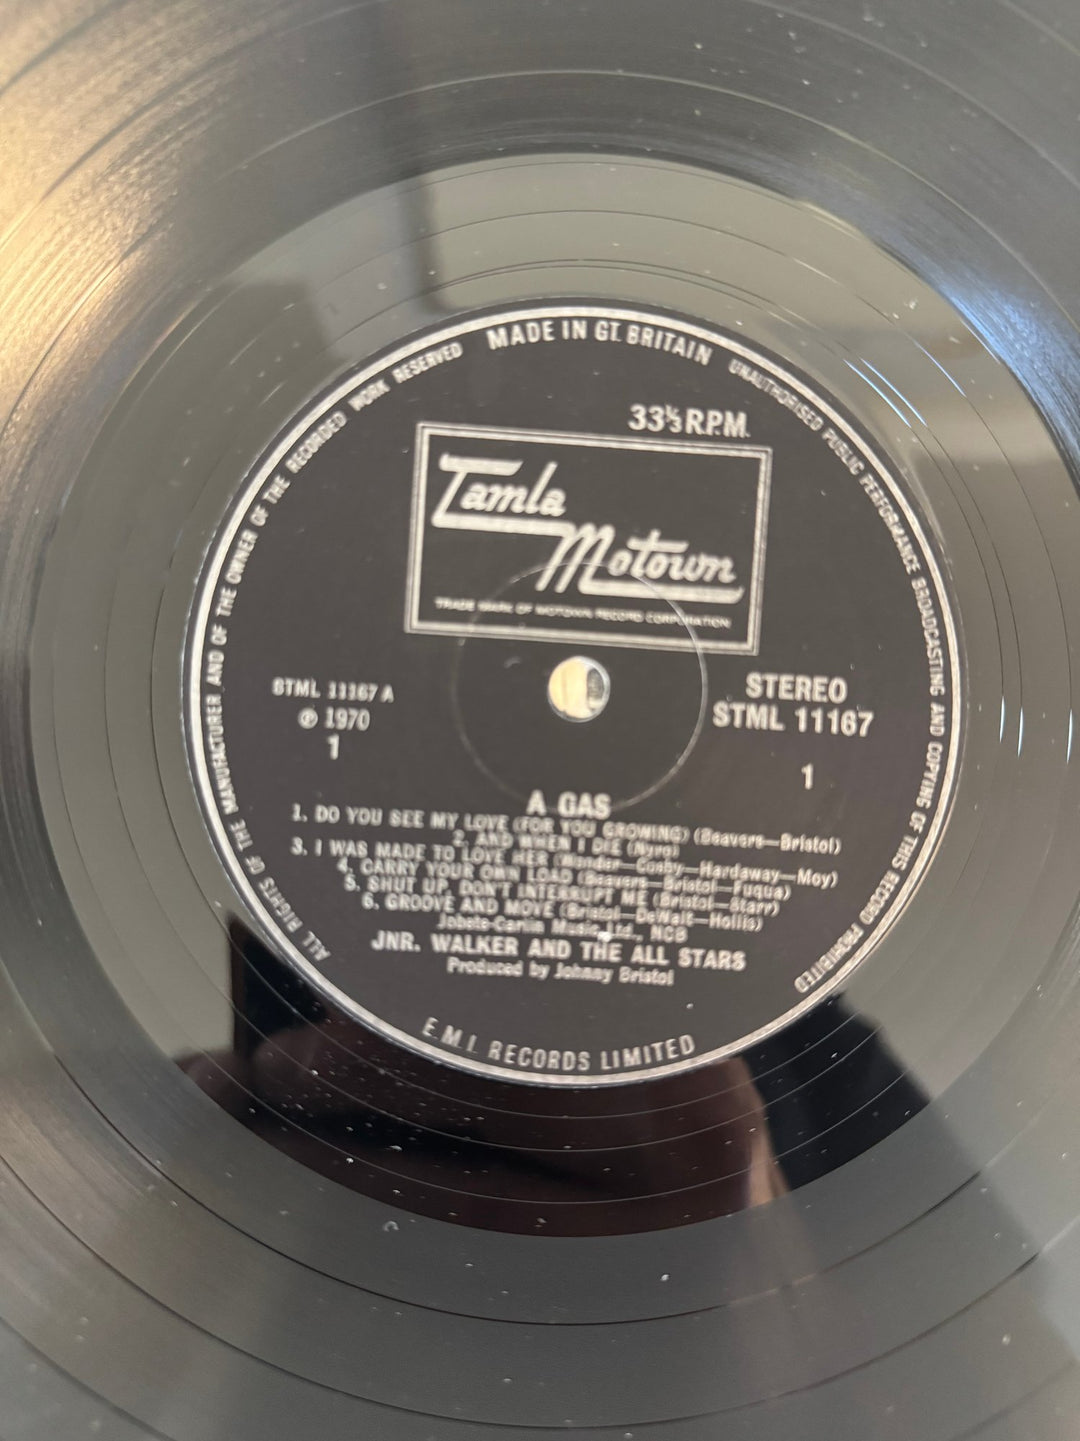 MADE IN GT. BRITAIN
UNAUTHORISED PUBLIC PERFORMANCE BROADCASTING AND COPYING OF THIS RECORD PROHIBITED
ALL RIGHTS OF THE MANUFACTURER AND OF THE OWNER OF THE RECORDED WORK RESERVED
33⅓ R.P.M.
Tamla
Motown
TRADE MARK OF MOTOWN RECORD CORPORATION
STML 11167 A
℗ 1970
1
STEREO
STML 11167
1
A GAS
1. DO YOU SEE MY LOVE (FOR YOU GROWING) (Beavers—Bristol)
2. AND WHEN I DIE (Nyro)
3. I WAS MADE TO LOVE HER (Wonder—Cosby—Hardaway—Moy)
4. CARRY YOUR OWN LOAD (Beavers—Bristol—Fuqua)
5. SHUT UP, DON'T INTERRUPT ME (Bristol—Starr)
6. GROOVE AND MOVE (Bristol—DeWalt—Hollis)
Jobete-Carlin Music Ltd., NCB
JNR. WALKER AND THE ALL STARS
Produced by Johnny Bristol
E.M.I. RECORDS LIMITED